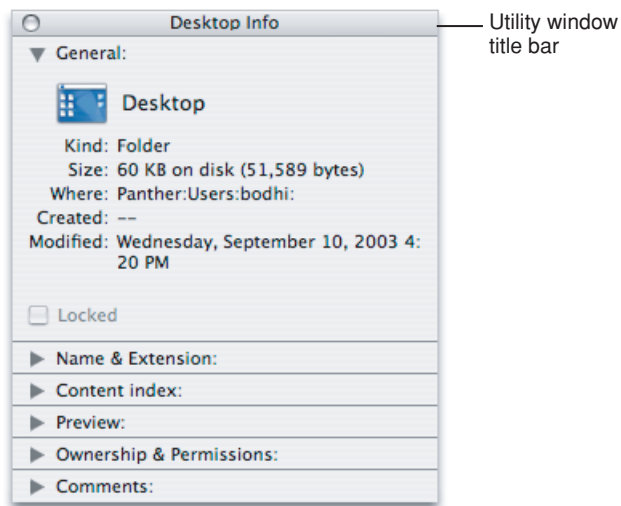 Desktop Info
Utility window
title bar
General:
Desktop
Kind: Folder
Size: 60 KB on disk (51,589 bytes)
Where: Panther:Users:bodhi:
Created: --
Modified: Wednesday, September 10, 2003 4:
20 PM
Locked
Name & Extension:
Content index:
Preview:
Ownership & Permissions:
Comments: